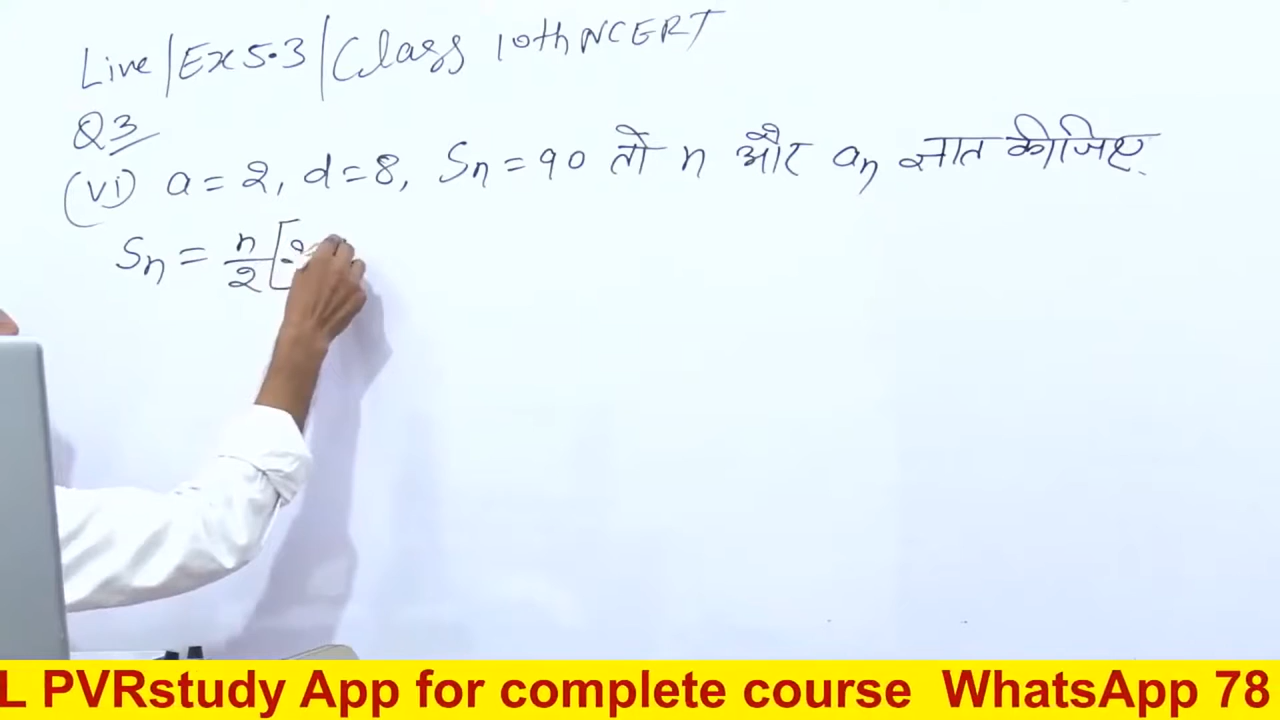 Live | Ex 5.3 | Class 10th NCERT
Q3
(vi) a = 2, d = 8, Sn = 90 तो n और an ज्ञात कीजिए.
Sn = n/2 [2
L PVRstudy App for complete course WhatsApp 78